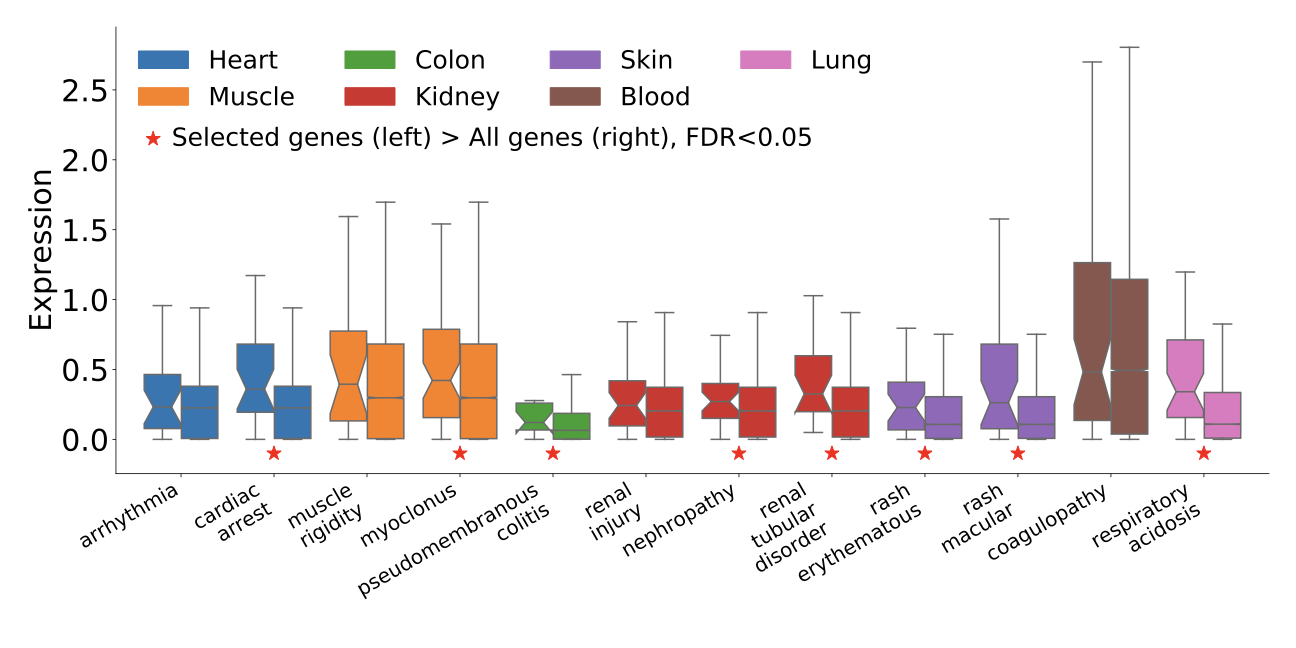 Heart Colon Skin Lung
Muscle Kidney Blood
★ Selected genes (left) > All genes (right), FDR<0.05
Expression
2.5
2.0
1.5
1.0
0.5
0.0
arrhythmia
cardiac
arrest
muscle
rigidity
myoclonus
pseudomembranous
colitis
renal
injury
nephropathy
renal
tubular
disorder
rash
erythematous
rash
macular
coagulopathy
respiratory
acidosis